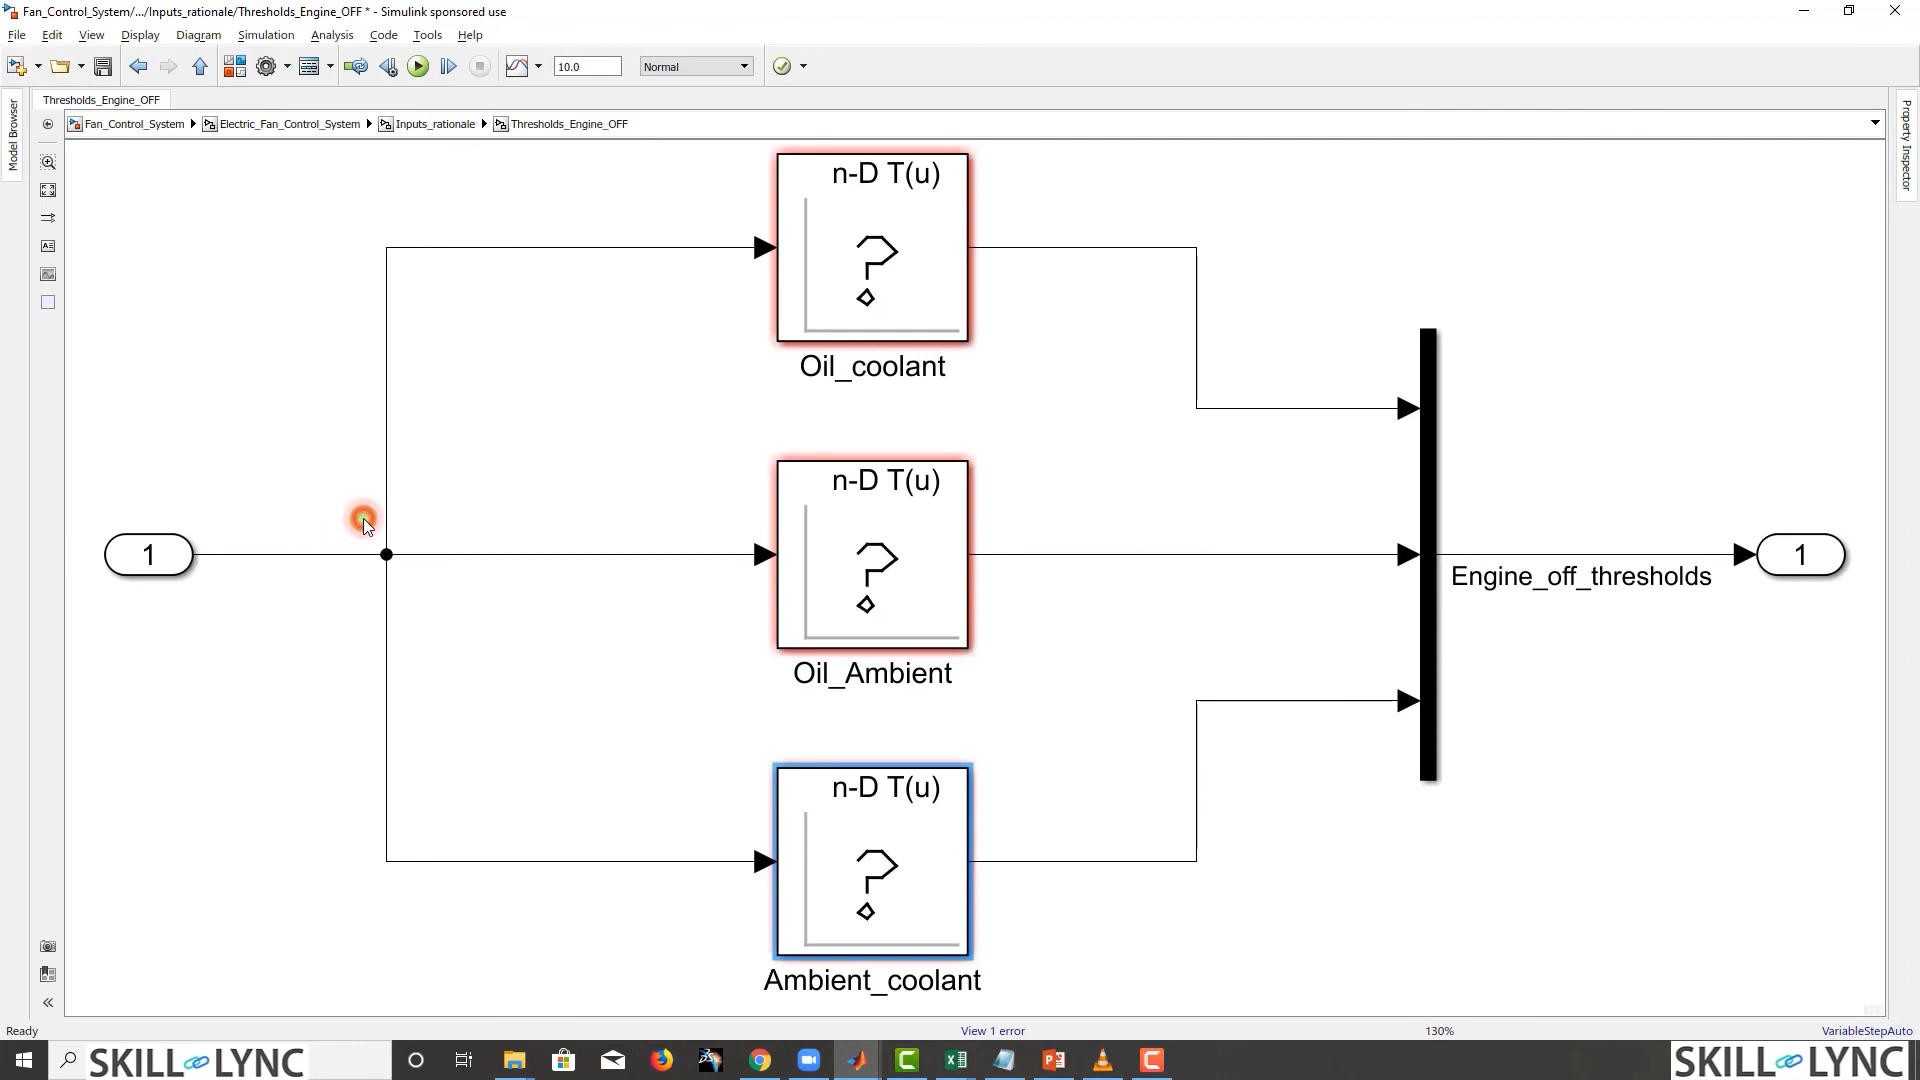 Fan_Control_System/.../Inputs_rationale/Thresholds_Engine_OFF * - Simulink sponsored use
File Edit View Display Diagram Simulation Analysis Code Tools Help
10.0 Normal
Model Browser
Thresholds_Engine_OFF
Property Inspector
Fan_Control_System Electric_Fan_Control_System Inputs_rationale Thresholds_Engine_OFF
n-D T(u)
Oil_coolant
n-D T(u)
1
1
Engine_off_thresholds
Oil_Ambient
n-D T(u)
Ambient_coolant
Ready View 1 error 130% VariableStepAuto
SKILL LYNC
SKILL LYNC